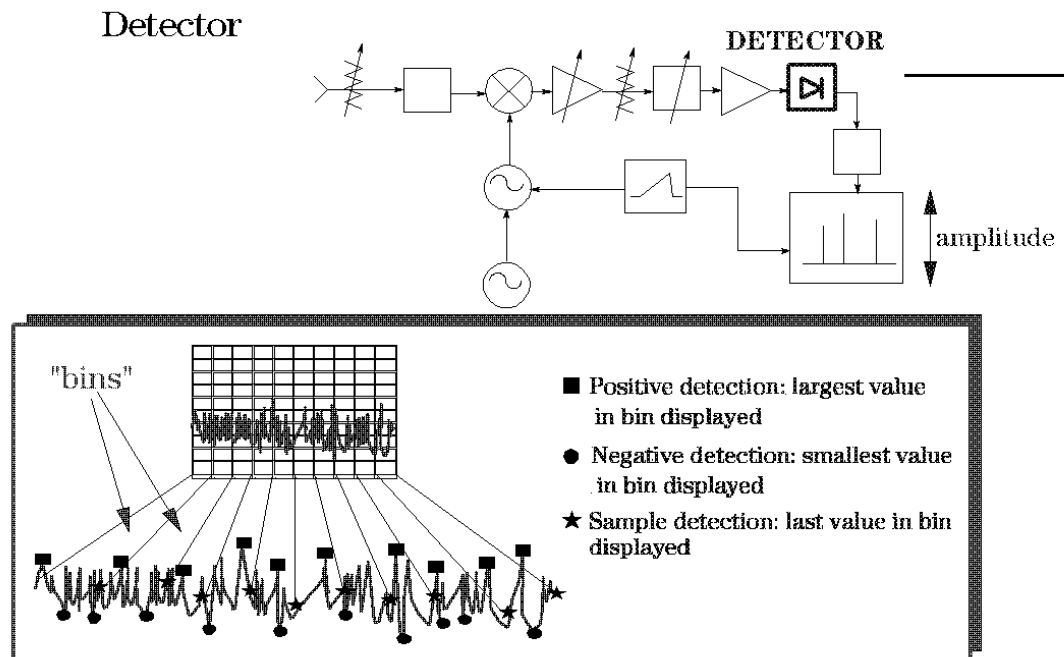 Detector
DETECTOR
amplitude
"bins"
Positive detection: largest value
in bin displayed
Negative detection: smallest value
in bin displayed
Sample detection: last value in bin
displayed